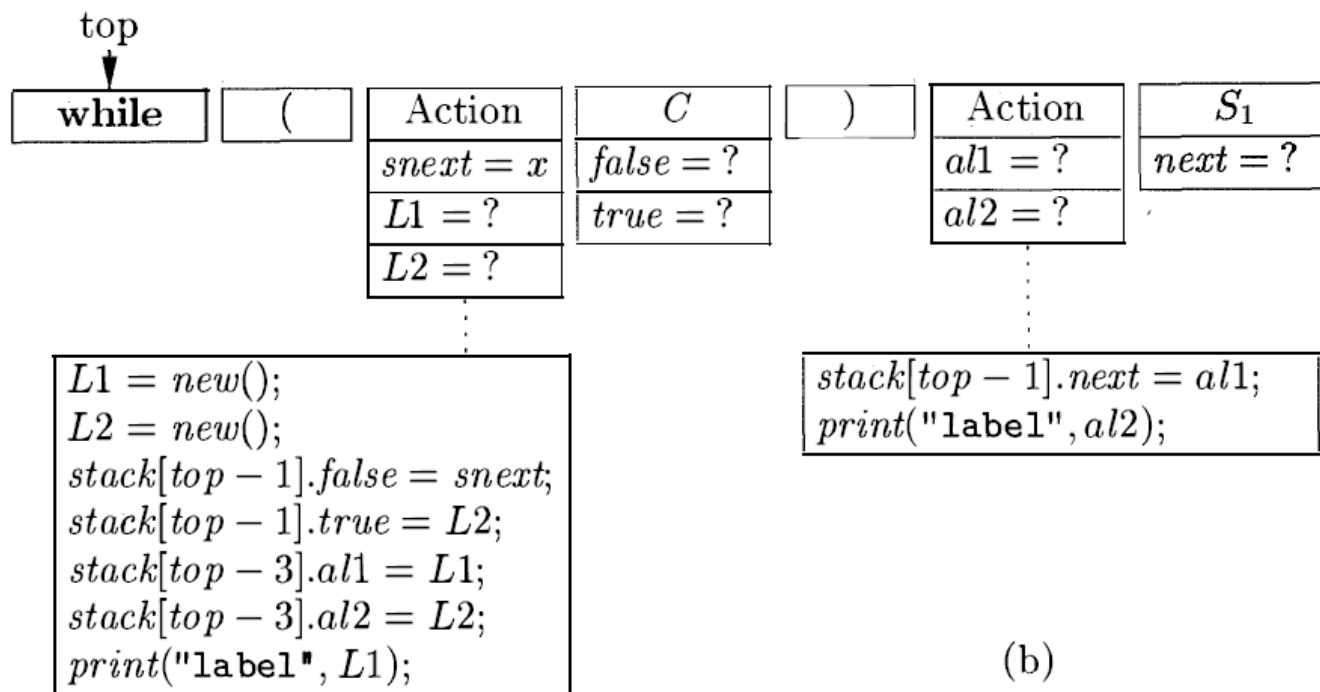 top
while ( Action C ) Action S1
snext = x false = ? al1 = ? next = ?
L1 = ? true = ? al2 = ?
L2 = ?
L1 = new();
L2 = new();
stack[top − 1].false = snext;
stack[top − 1].true = L2;
stack[top − 3].al1 = L1;
stack[top − 3].al2 = L2;
print("label", L1);
stack[top − 1].next = al1;
print("label", al2);
(b)